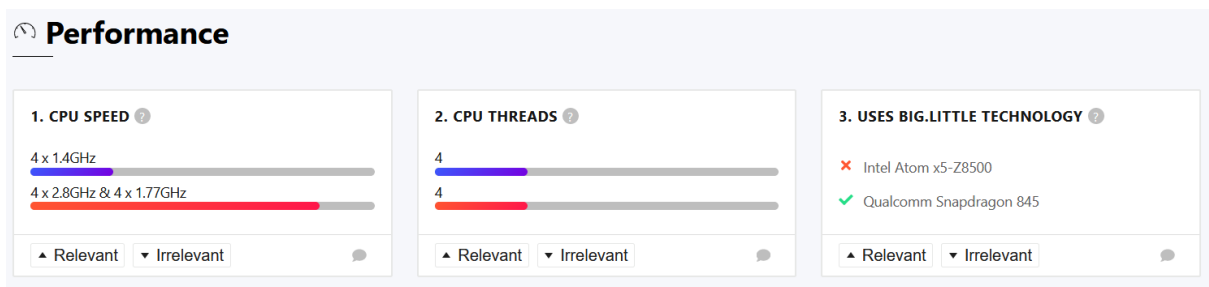 Performance
1. CPU SPEED ?
4 x 1.4GHz
4 x 2.8GHz & 4 x 1.77GHz
Relevant Irrelevant
2. CPU THREADS ?
4
4
Relevant Irrelevant
3. USES BIG.LITTLE TECHNOLOGY ?
Intel Atom x5-Z8500
Qualcomm Snapdragon 845
Relevant Irrelevant